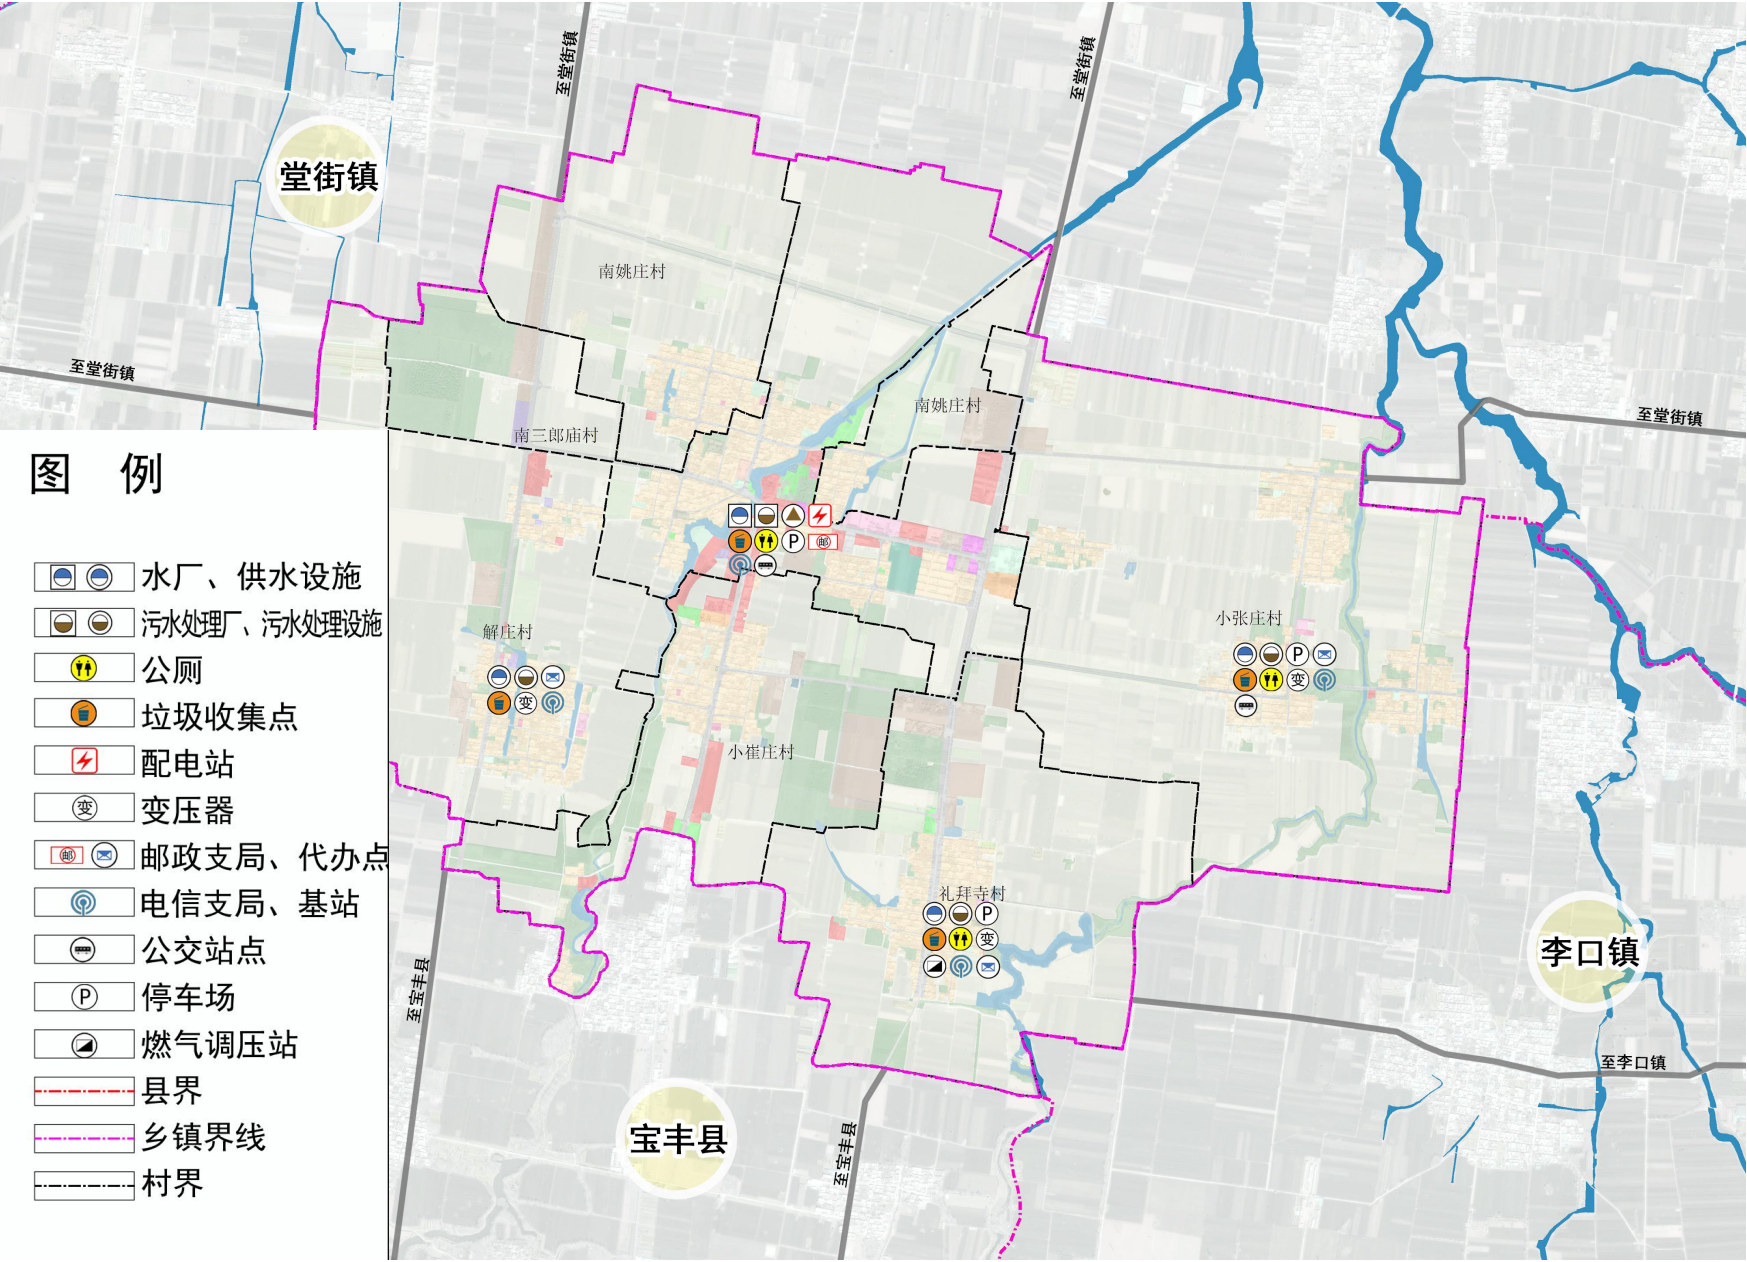 至堂街镇
至堂街镇
堂街镇
南姚庄村
至堂街镇
南姚庄村
至堂街镇
南三郎庙村
图 例
邮
水厂、供水设施
污水处理厂、污水处理设施
小张庄村
解庄村
P
公厕
变
变
垃圾收集点
小崔庄村
配电站
变
变压器
邮
邮政支局、代办点
礼拜寺村
电信支局、基站
P
变
公交站点
李口镇
至宝丰县
P
停车场
燃气调压站
至李口镇
县界
乡镇界线
宝丰县
至宝丰县
村界
P